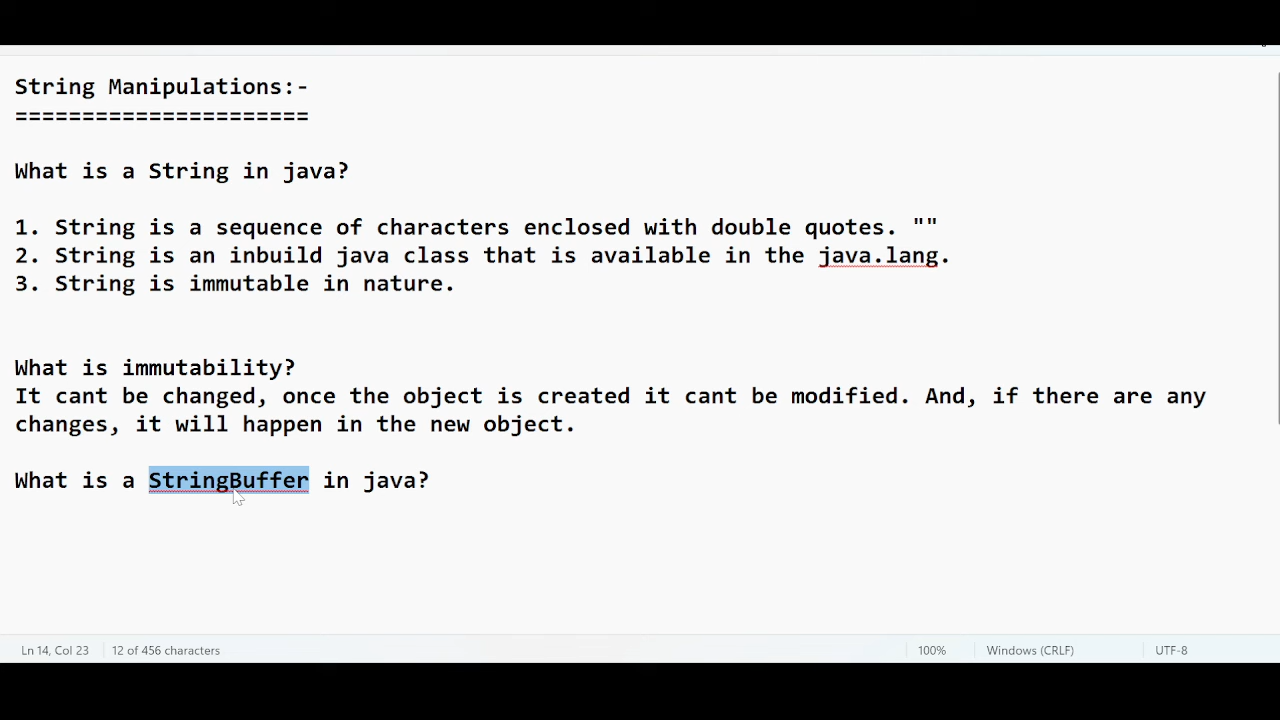 String Manipulations:-
======================
What is a String in java?
1. String is a sequence of characters enclosed with double quotes. ""
2. String is an inbuild java class that is available in the java.lang.
3. String is immutable in nature.
What is immutability?
It cant be changed, once the object is created it cant be modified. And, if there are any
changes, it will happen in the new object.
What is a StringBuffer in java?
Ln 14, Col 23 12 of 456 characters 100% Windows (CRLF) UTF-8